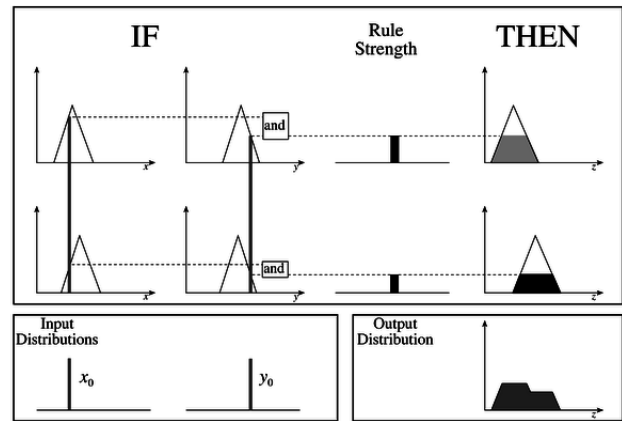 IF
Rule
Strength
THEN
and
x
y
z
and
x
y
z
Input
Distributions
x₀
y₀
Output
Distribution
z